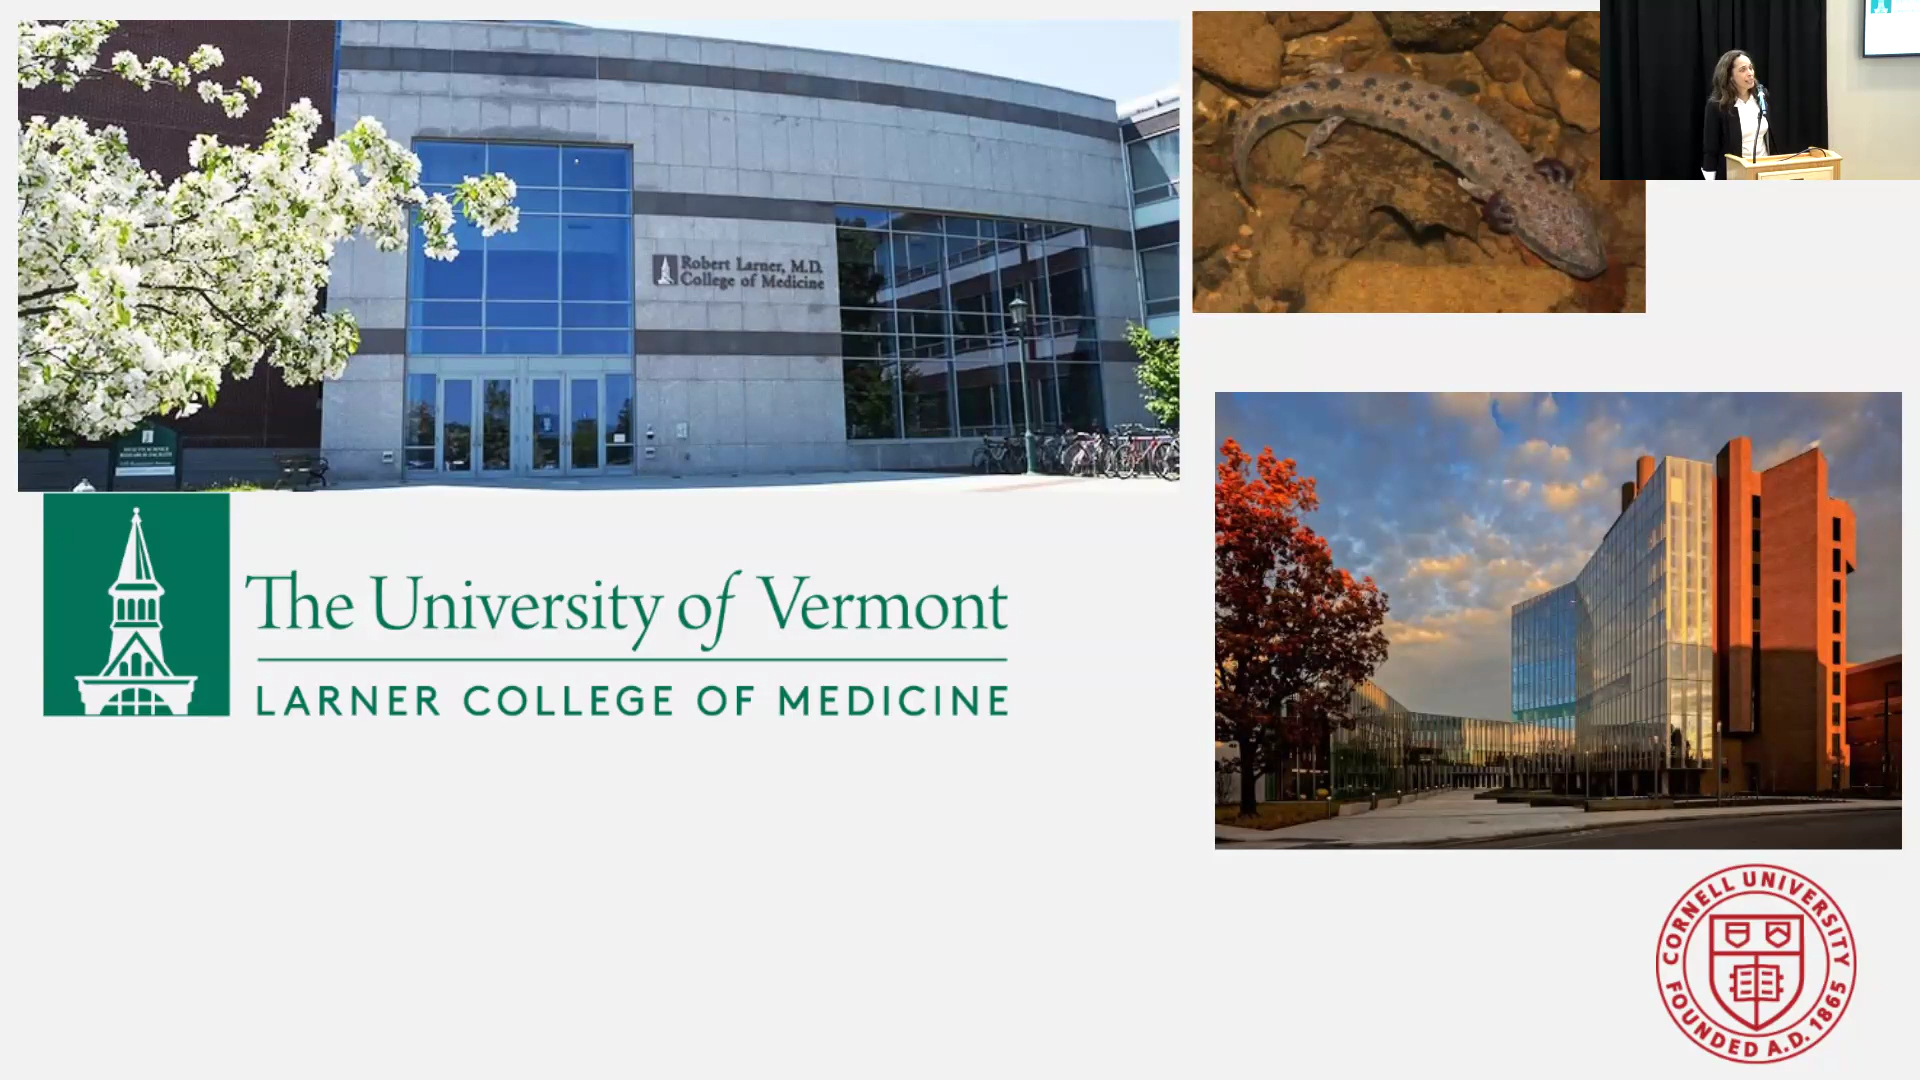 Robert Larner, M.D.
College of Medicine
The University of Vermont
LARNER COLLEGE OF MEDICINE
CORNELL UNIVERSITY
FOUNDED A.D. 1865